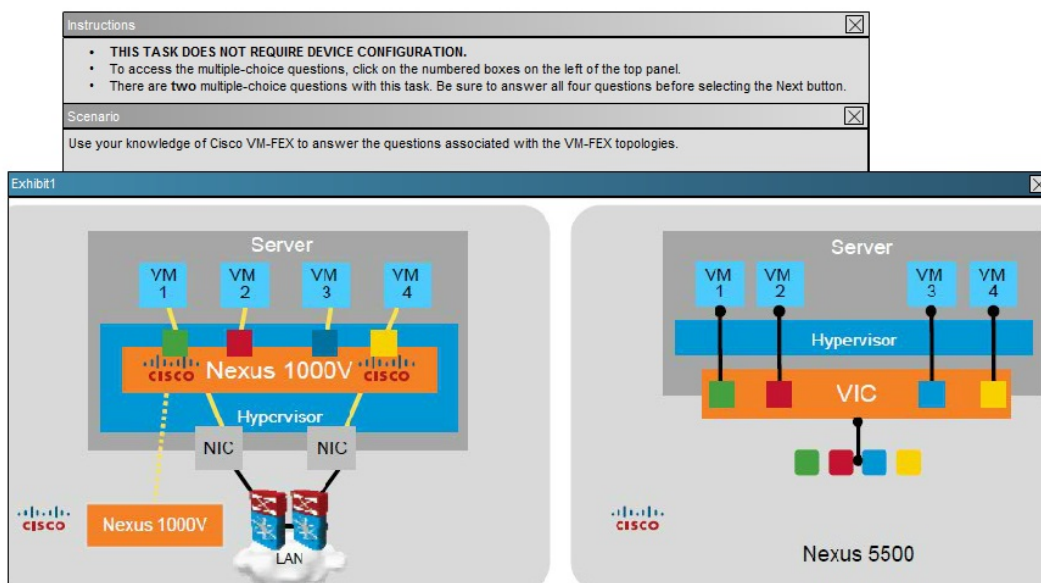 Instructions
• THIS TASK DOES NOT REQUIRE DEVICE CONFIGURATION.
• To access the multiple-choice questions, click on the numbered boxes on the left of the top panel.
• There are two multiple-choice questions with this task. Be sure to answer all four questions before selecting the Next button.
Scenario
Use your knowledge of Cisco VM-FEX to answer the questions associated with the VM-FEX topologies.
Exhibit1
Server
VM 1
VM 2
VM 3
VM 4
CISCO
Nexus 1000V
CISCO
Hypervisor
NIC
NIC
CISCO
Nexus 1000V
LAN
Server
VM 1
VM 2
VM 3
VM 4
Hypervisor
VIC
CISCO
Nexus 5500